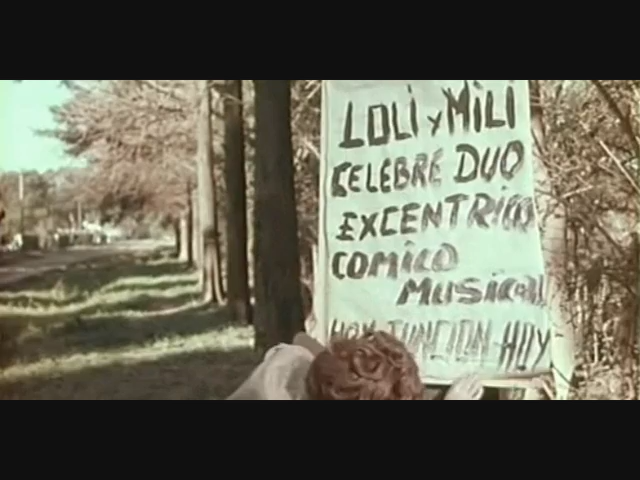 LOLi y MiLi
CELEBRE DUO
EXCENTRICO
COMICO
MUSICAL
HOY FUNCION HOY